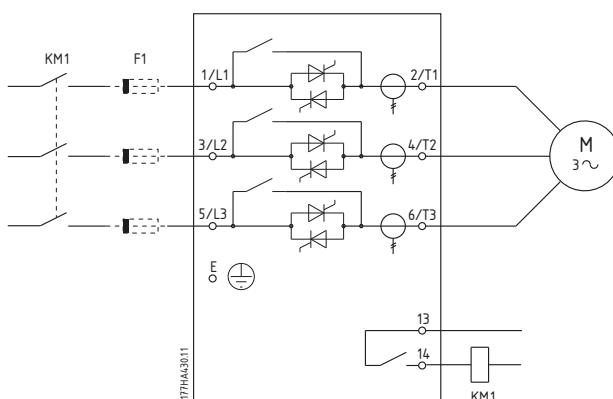 KM1
F1
1/L1
2/T1
3/L2
4/T2
M
3∿
5/L3
6/T3
E
13
14
KM1
177HA430.11